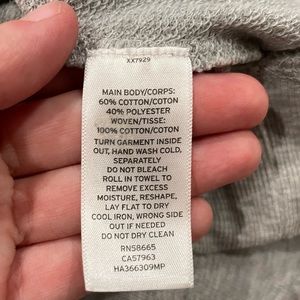 XX7929
MAIN BODY/CORPS:
60% COTTON/COTON
40% POLYESTER
WOVEN/TISSE:
100% COTTON/COTON
TURN GARMENT INSIDE
OUT, HAND WASH COLD,
SEPARATELY
DO NOT BLEACH
ROLL IN TOWEL TO
REMOVE EXCESS
MOISTURE, RESHAPE,
LAY FLAT TO DRY
COOL IRON, WRONG SIDE
OUT IF NEEDED
DO NOT DRY CLEAN
RN58665
CA57963
HA366309MP